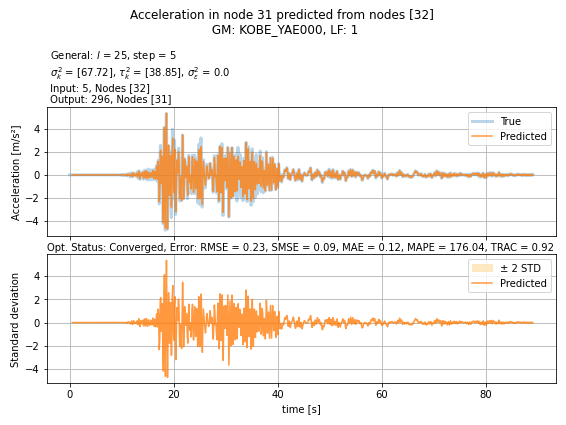 Acceleration in node 31 predicted from nodes [32]
GM: KOBE_YAE000, LF: 1
General: l = 25, step = 5
σ²ₖ = [67.72], τ²ₖ = [38.85], σ²_ε = 0.0
Input: 5, Nodes [32]
Output: 296, Nodes [31]
Acceleration [m/s²]
4
2
0
−2
−4
True
Predicted
Opt. Status: Converged, Error: RMSE = 0.23, SMSE = 0.09, MAE = 0.12, MAPE = 176.04, TRAC = 0.92
Standard deviation
4
2
0
−2
−4
± 2 STD
Predicted
0 20 40 60 80
time [s]